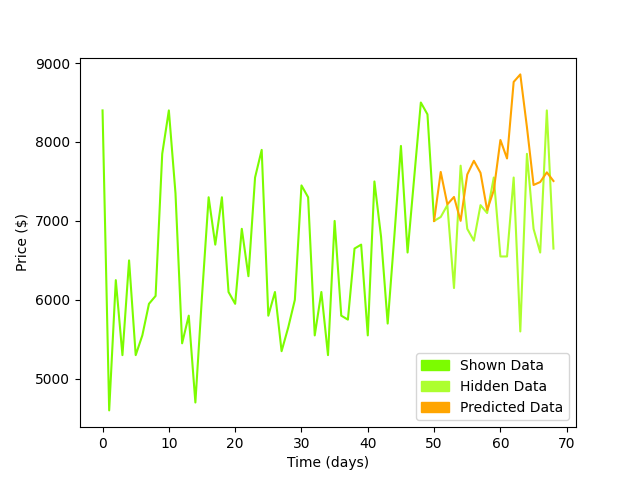 9000
8000
7000
6000
5000
Price ($)
0 10 20 30 40 50 60 70
Time (days)
Shown Data
Hidden Data
Predicted Data